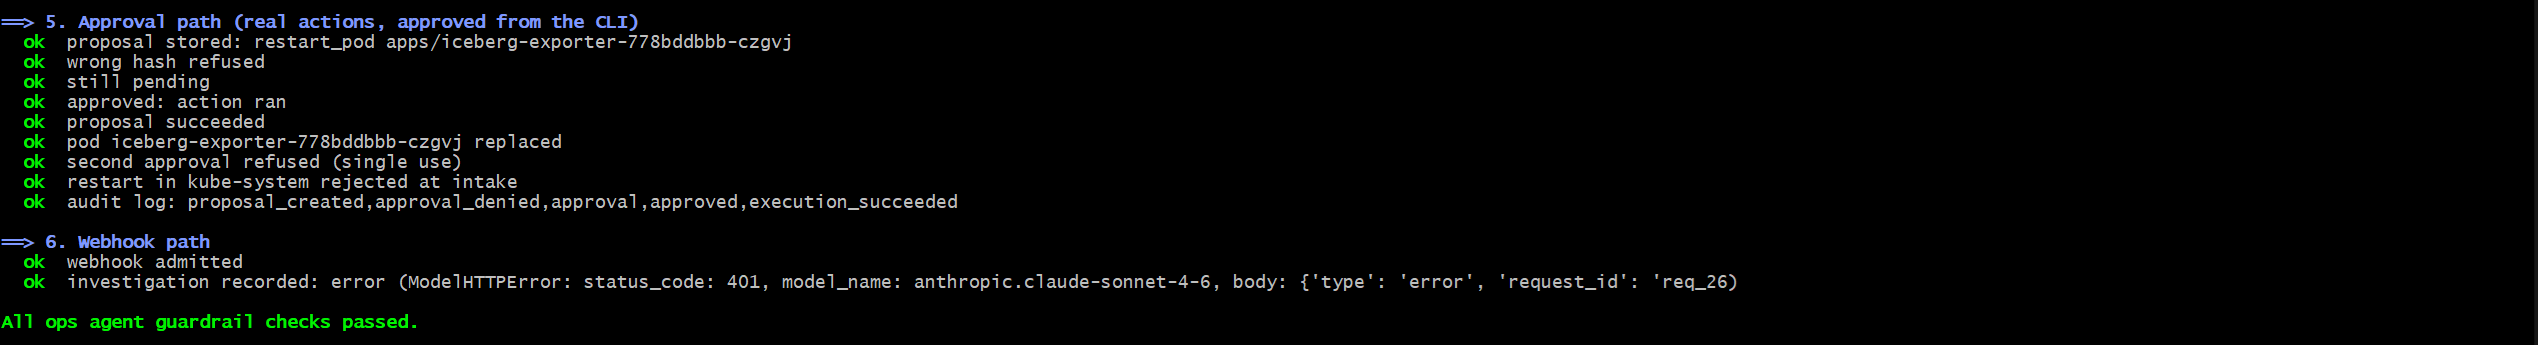 ==> 5. Approval path (real actions, approved from the CLI)
ok proposal stored: restart_pod apps/iceberg-exporter-778bddbbb-czgvj
ok wrong hash refused
ok still pending
ok approved: action ran
ok proposal succeeded
ok pod iceberg-exporter-778bddbbb-czgvj replaced
ok second approval refused (single use)
ok restart in kube-system rejected at intake
ok audit log: proposal_created,approval_denied,approval,approved,execution_succeeded
==> 6. Webhook path
ok webhook admitted
ok investigation recorded: error (ModelHTTPError: status_code: 401, model_name: anthropic.claude-sonnet-4-6, body: {'type': 'error', 'request_id': 'req_26)
All ops agent guardrail checks passed.